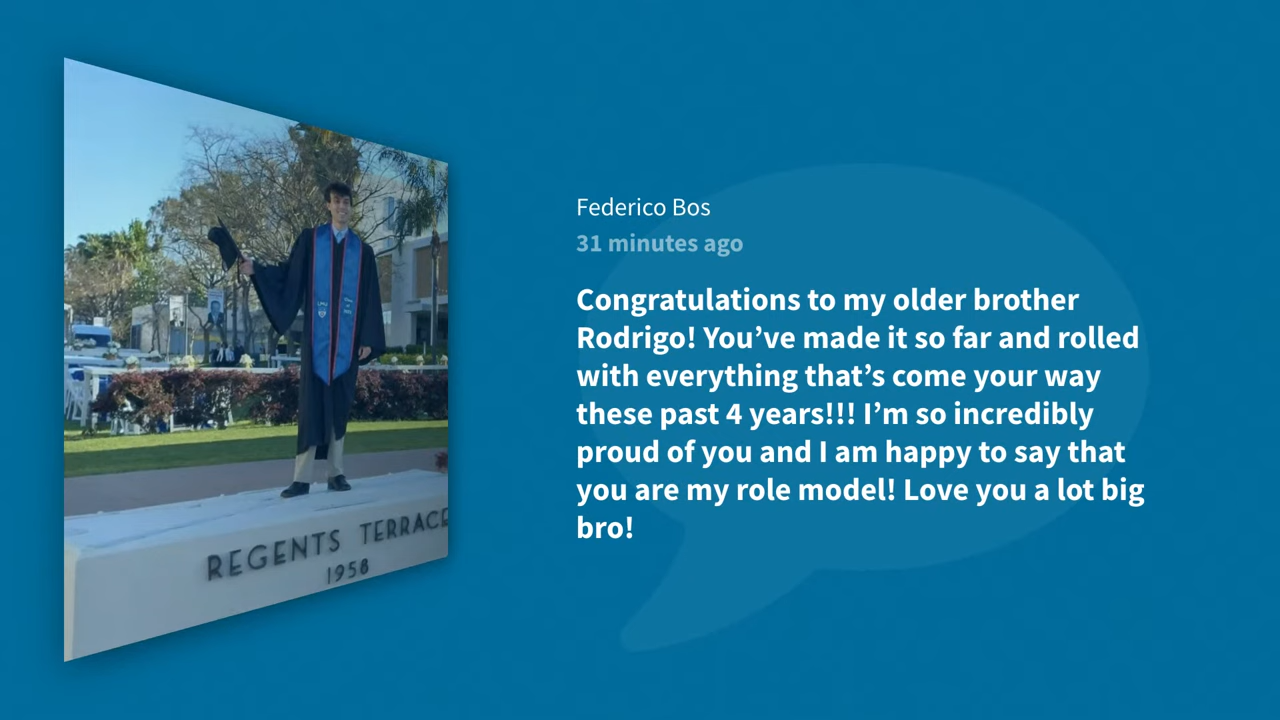 Federico Bos
31 minutes ago
Congratulations to my older brother
Rodrigo! You’ve made it so far and rolled
with everything that’s come your way
these past 4 years!!! I’m so incredibly
proud of you and I am happy to say that
you are my role model! Love you a lot big
bro!
REGENTS TERRACE
1958